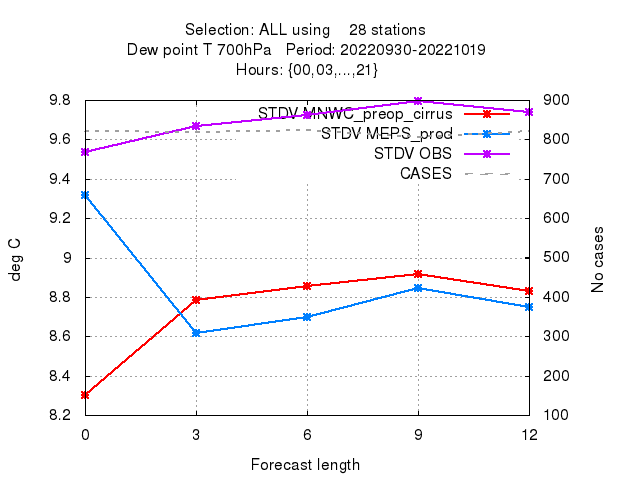 Selection: ALL using 28 stations
Dew point T 700hPa Period: 20220930-20221019
Hours: {00,03,...,21}
9.8 900
STDV MNWC_preop_cirrus
9.6 800
STDV MEPS_prod
STDV OBS
9.4 700
CASES
9.2 600
9 500
8.8 400
8.6 300
8.4 200
8.2 100
deg C
No cases
0 3 6 9 12
Forecast length